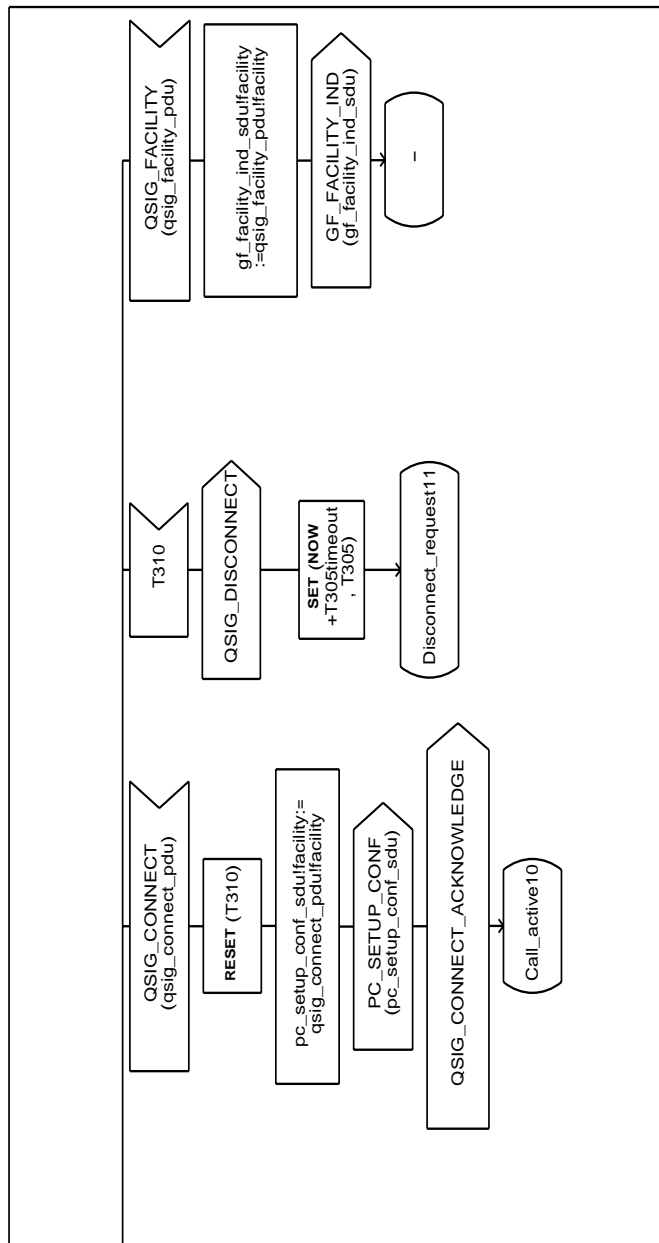 QSIG_CONNECT
(qsig_connect_pdu)
RESET (T310)
pc_setup_conf_sdu!facility:=
qsig_connect_pdu!facility
PC_SETUP_CONF
(pc_setup_conf_sdu)
QSIG_CONNECT_ACKNOWLEDGE
Call_active10
T310
QSIG_DISCONNECT
SET (NOW
+T305timeout
, T305)
Disconnect_request11
QSIG_FACILITY
(qsig_facility_pdu)
gf_facility_ind_sdu!facility
:=qsig_facility_pdu!facility
GF_FACILITY_IND
(gf_facility_ind_sdu)
-